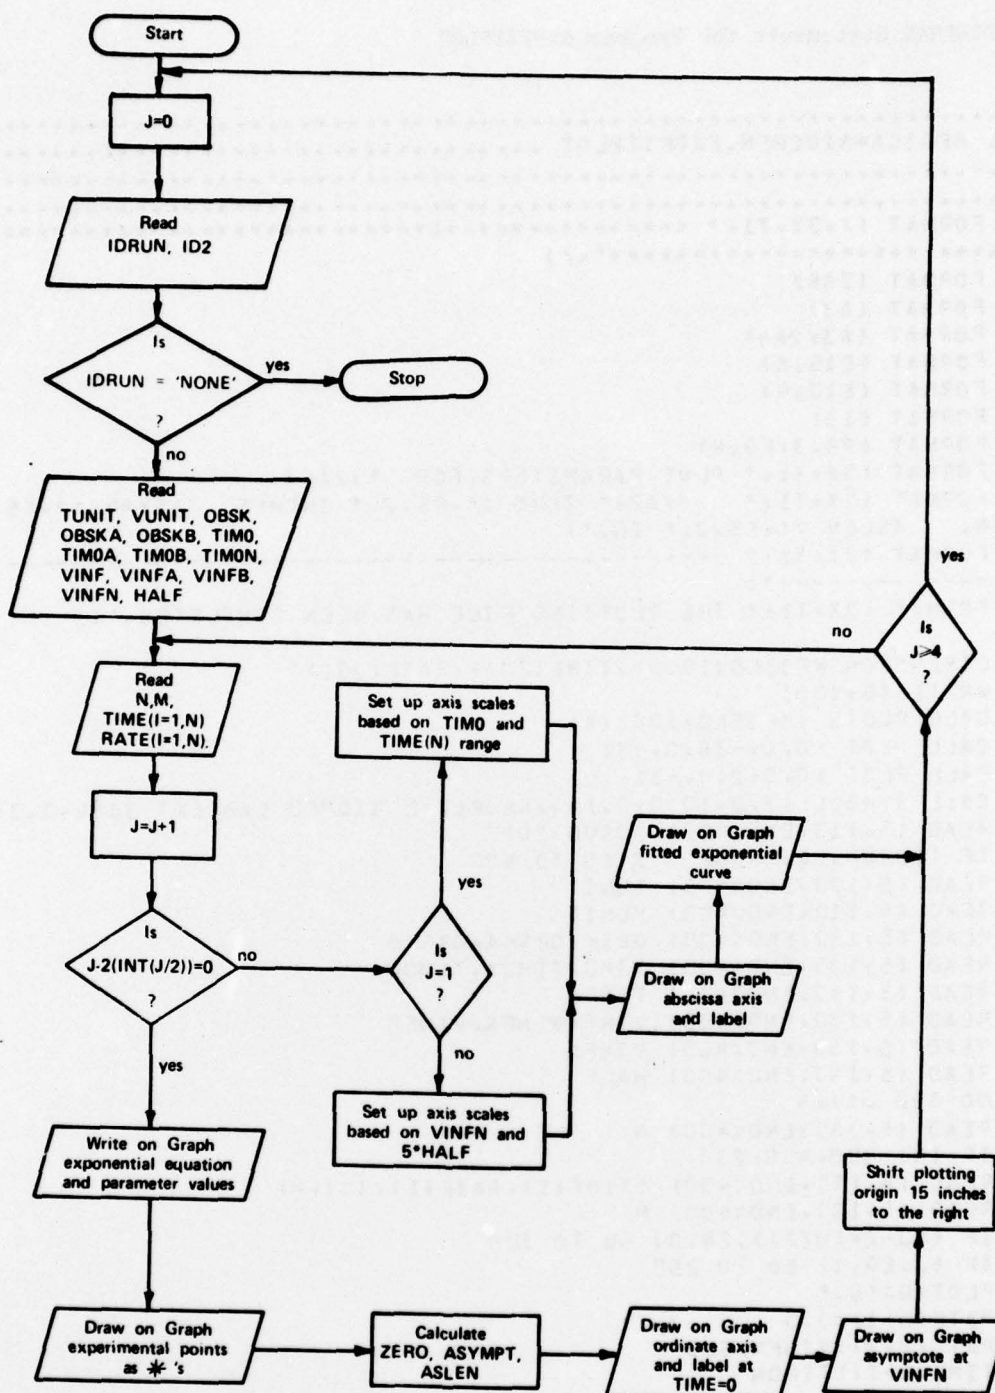 Start
J=0
Read
IDRUN, ID2
Is
IDRUN = 'NONE'
?
yes
Stop
no
Read
TUNIT, VUNIT, OBSK,
OBSKA, OBSKB, TIM0,
TIM0A, TIM0B, TIM0N,
VINF, VINFA, VINFB,
VINFN, HALF
Read
N,M,
TIME(I=1,N)
RATE(I=1,N).
J=J+1
Is
J-2(INT(J/2))=0
?
no
yes
Is
J=1
?
yes
Set up axis scales
based on TIM0 and
TIME(N) range
no
Set up axis scales
based on VINFN and
5*HALF
Draw on Graph
abscissa axis
and label
Draw on Graph
fitted exponential
curve
Write on Graph
exponential equation
and parameter values
Draw on Graph
experimental points
as * 's
Calculate
ZERO, ASYMPT,
ASLEN
Draw on Graph
ordinate axis
and label at
TIME=0
Draw on Graph
asymptote at
VINFN
Shift plotting
origin 15 inches
to the right
Is
J⩾4
?
no
yes